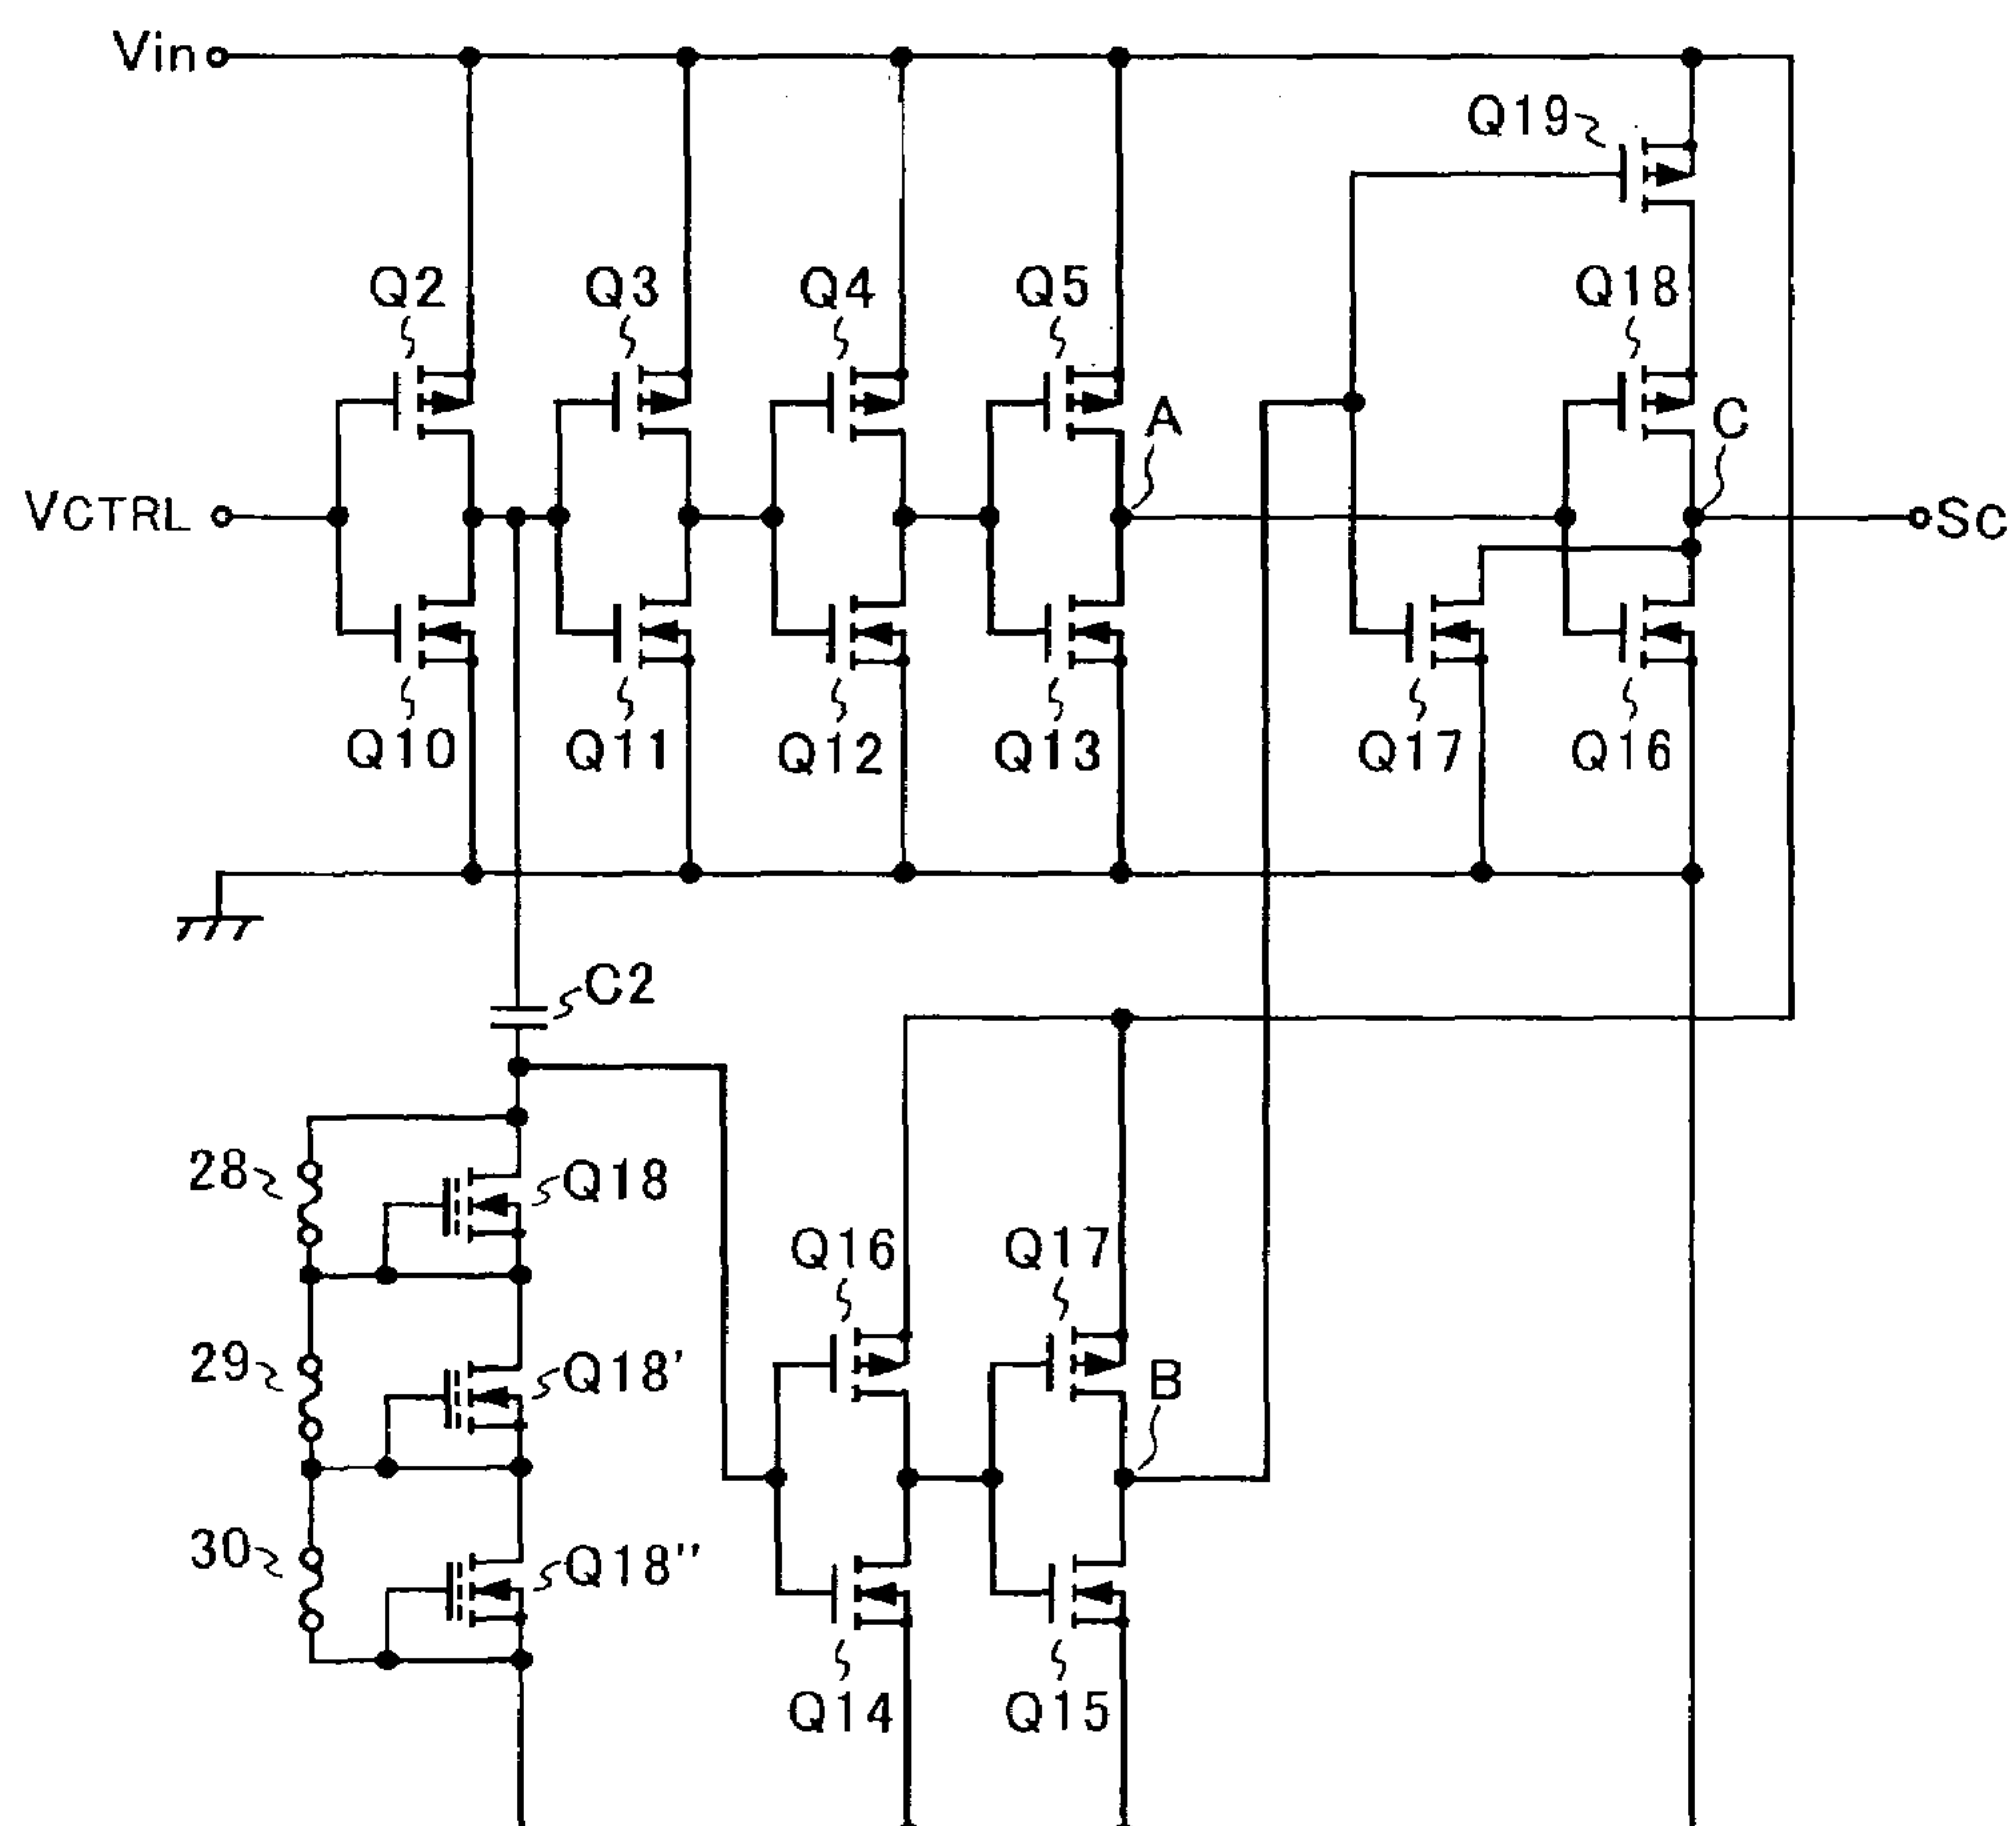 Vin
Q19
Q2 Q3 Q4 Q5 Q18
A C
VCTRL SC
Q10 Q11 Q12 Q13 Q17 Q16
C2
28 Q18
Q16 Q17
29 Q18' B
30 Q18"
Q14 Q15